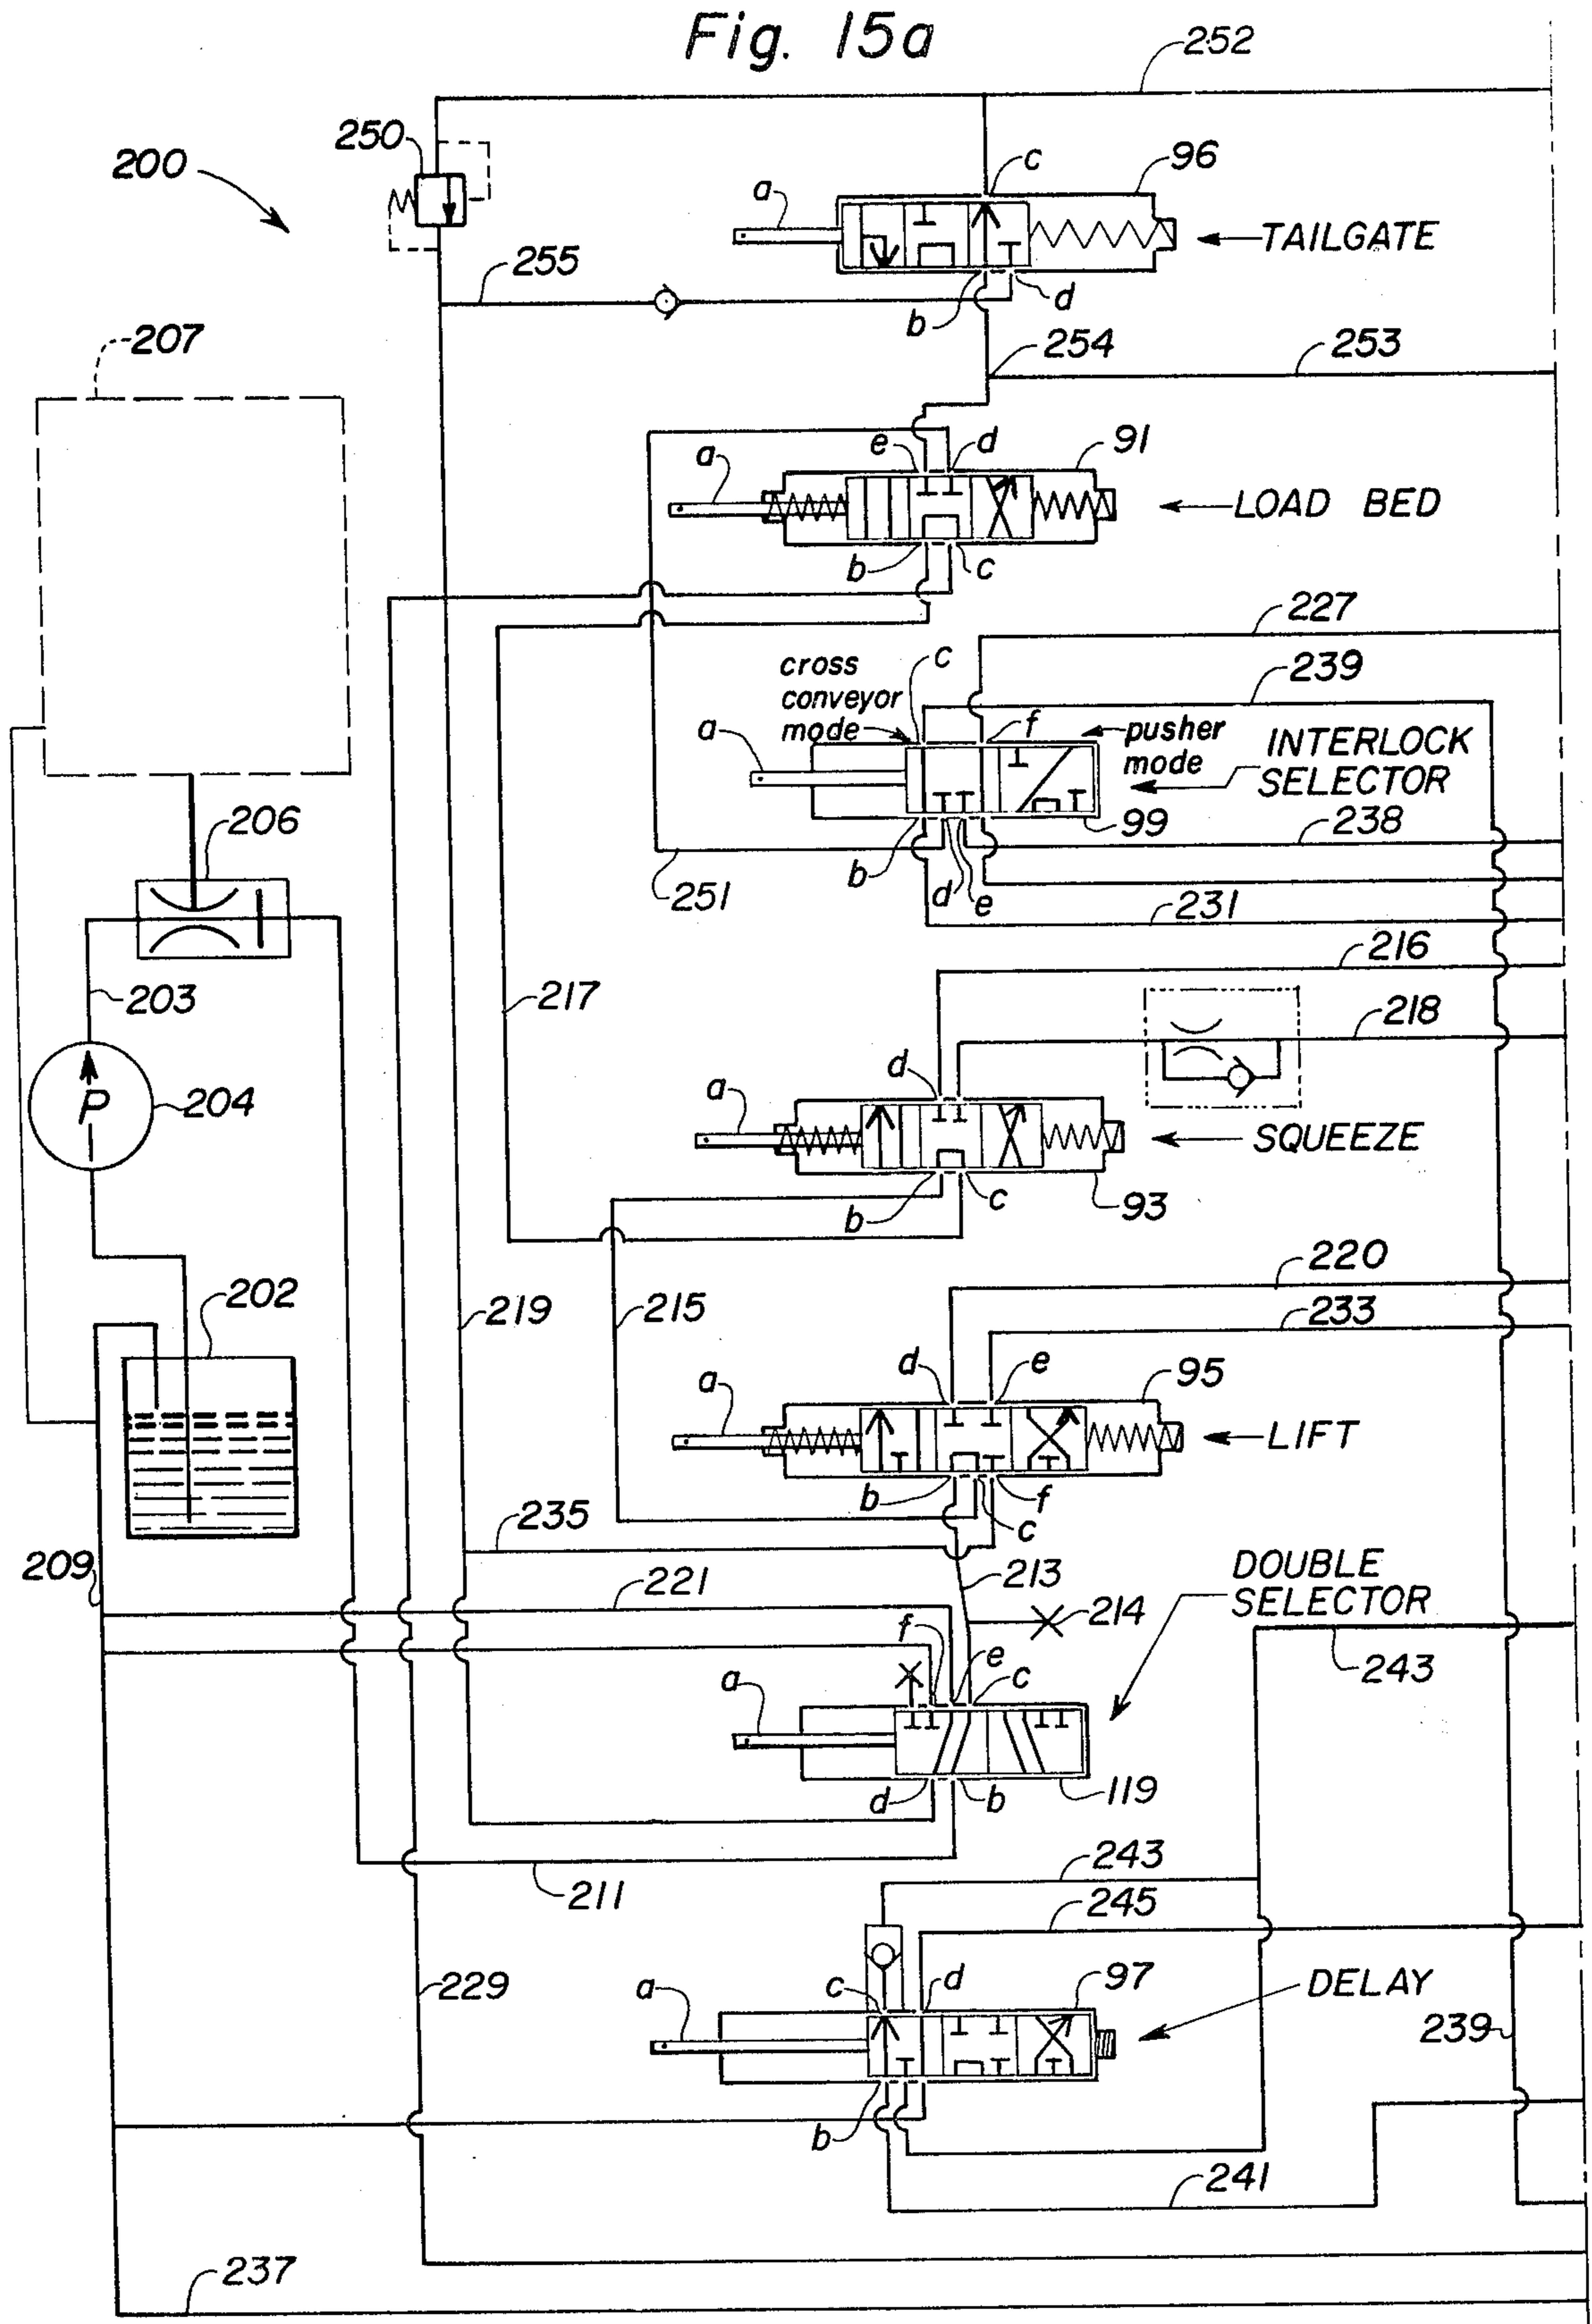 Fig. 15a
252
250
c
96
200
a
TAILGATE
255
d
b
207
254
253
91
e
d
a
LOAD BED
b
c
227
cross
conveyor
mode
c
239
a
f
pusher
mode
INTERLOCK
SELECTOR
206
99
238
b
d
e
251
231
216
203
217
218
d
P
204
a
SQUEEZE
b
c
93
220
202
219
215
233
d
e
95
a
LIFT
b
f
c
235
209
213
DOUBLE
SELECTOR
221
214
f
e
c
243
a
d
b
119
211
243
245
229
a
c
d
97
DELAY
239
b
241
237